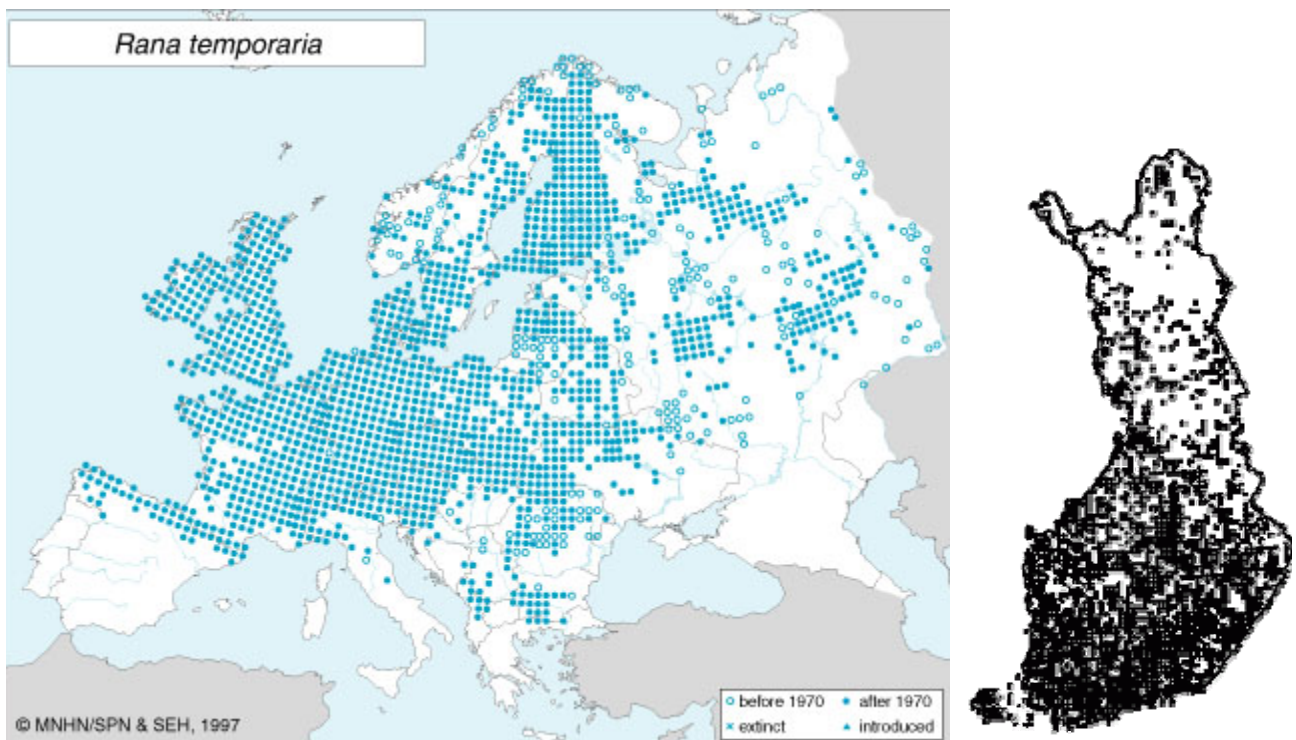 Rana temporaria
before 1970 after 1970
extinct introduced
© MNHN/SPN & SEH, 1997